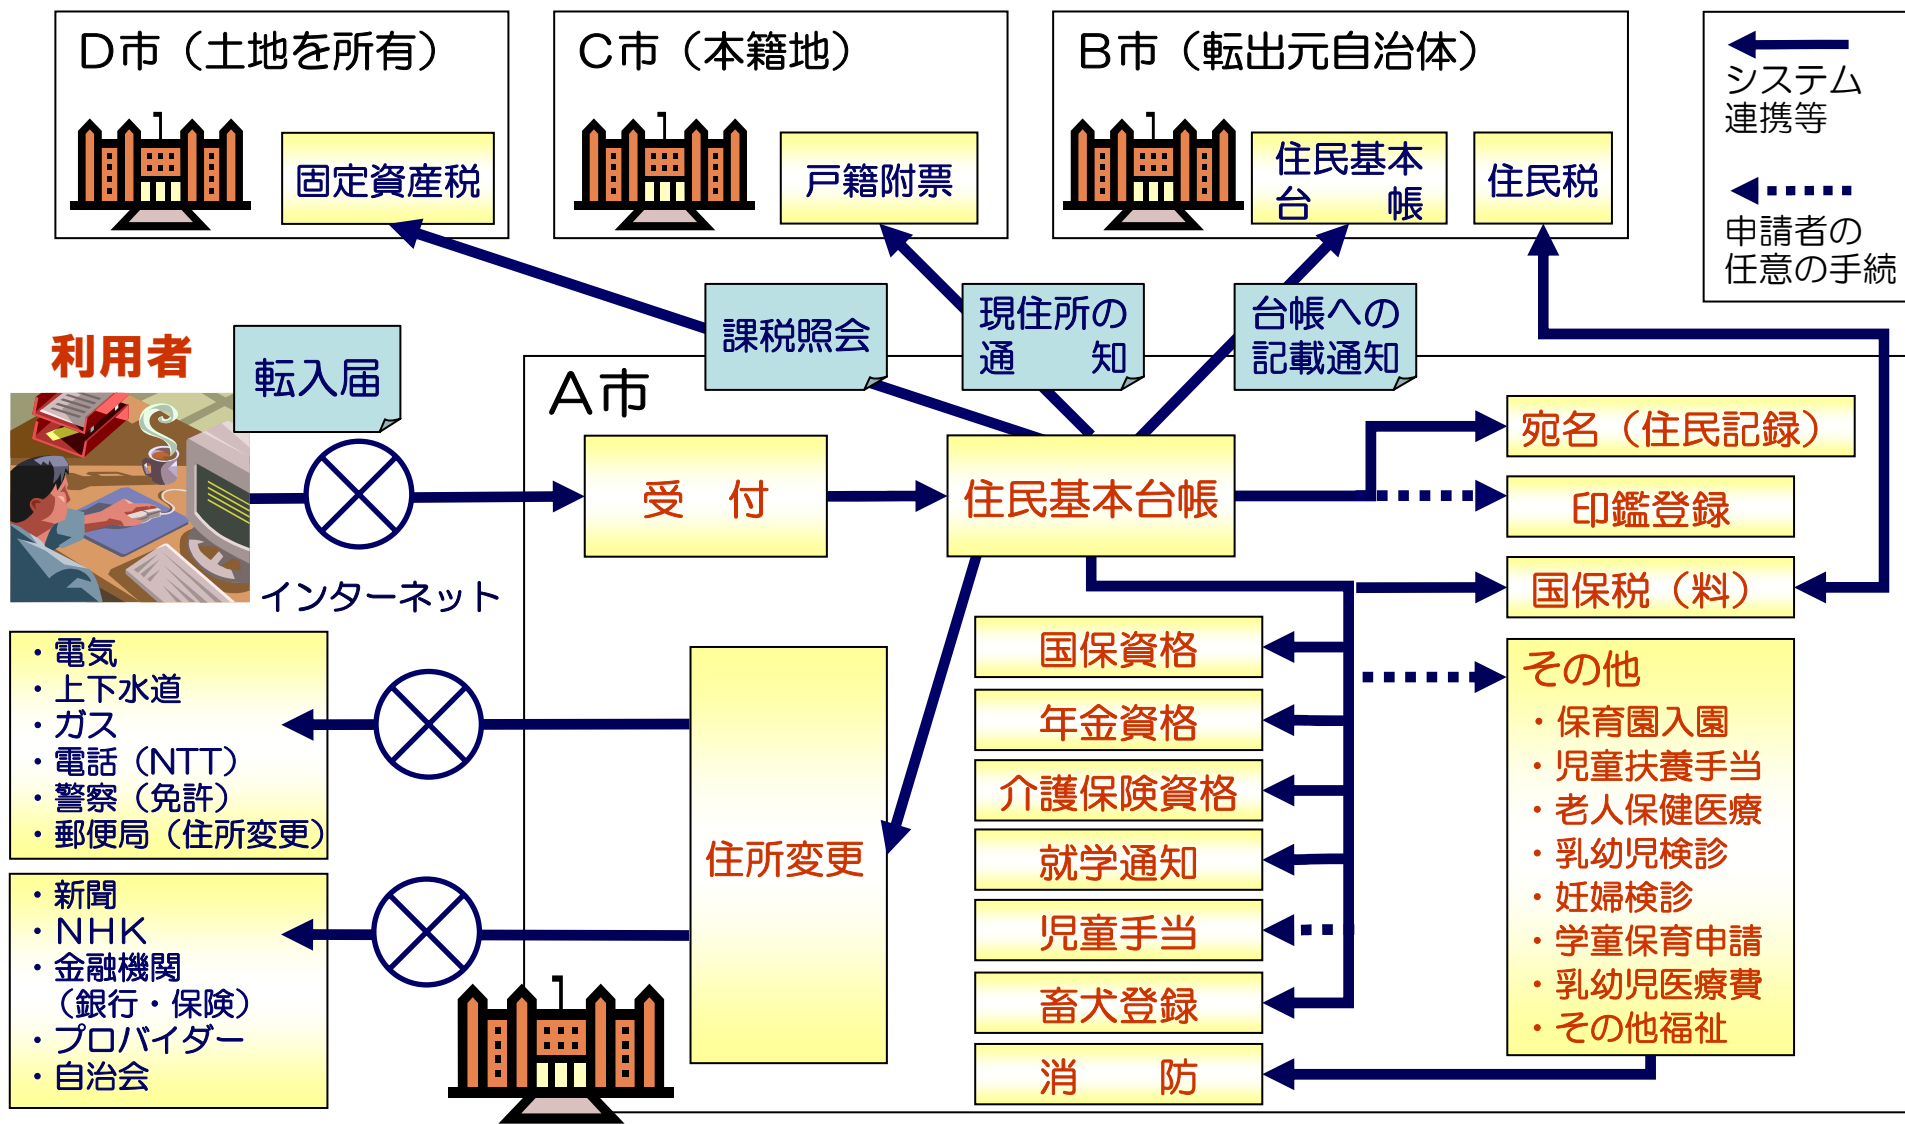 D市（土地を所有）
固定資産税
C市（本籍地）
戸籍附票
B市（転出元自治体）
住民基本
台　帳
住民税
システム
連携等
申請者の
任意の手続
課税照会
現住所の
通　知
台帳への
記載通知
利用者
転入届
インターネット
A市
受　付
住民基本台帳
宛名（住民記録）
印鑑登録
国保税（料）
国保資格
年金資格
介護保険資格
就学通知
児童手当
畜犬登録
消　防
その他
・保育園入園
・児童扶養手当
・老人保健医療
・乳幼児検診
・妊婦検診
・学童保育申請
・乳幼児医療費
・その他福祉
住所変更
・電気
・上下水道
・ガス
・電話（NTT）
・警察（免許）
・郵便局（住所変更）
・新聞
・NHK
・金融機関
（銀行・保険）
・プロバイダー
・自治会